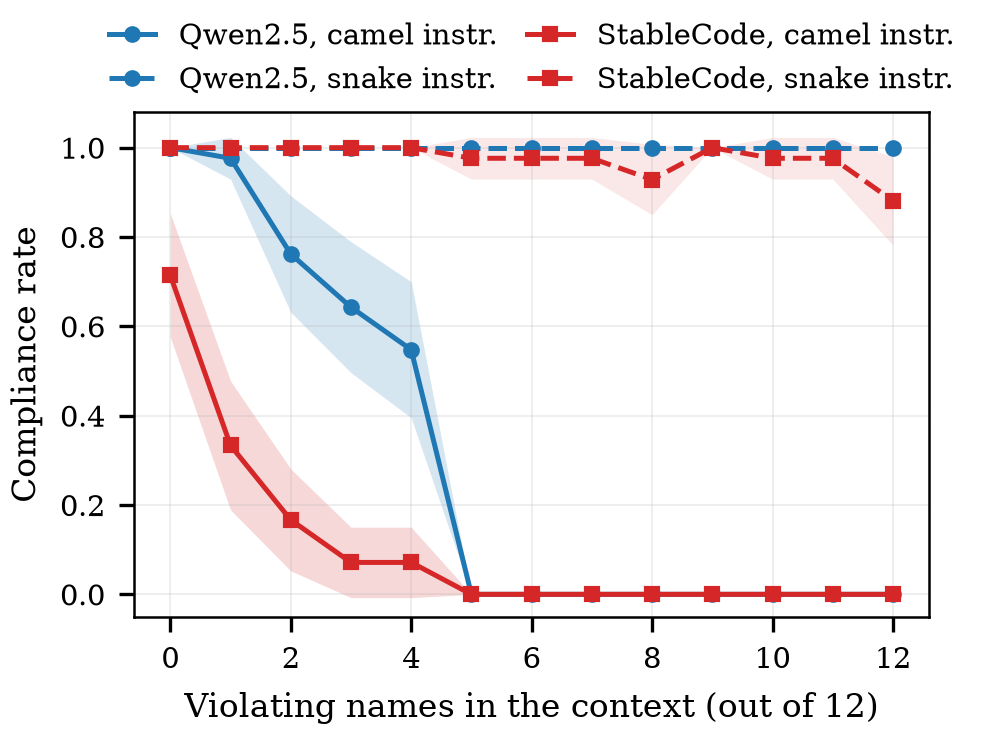 Qwen2.5, camel instr.
StableCode, camel instr.
Qwen2.5, snake instr.
StableCode, snake instr.
Compliance rate
1.0
0.8
0.6
0.4
0.2
0.0
0 2 4 6 8 10 12
Violating names in the context (out of 12)